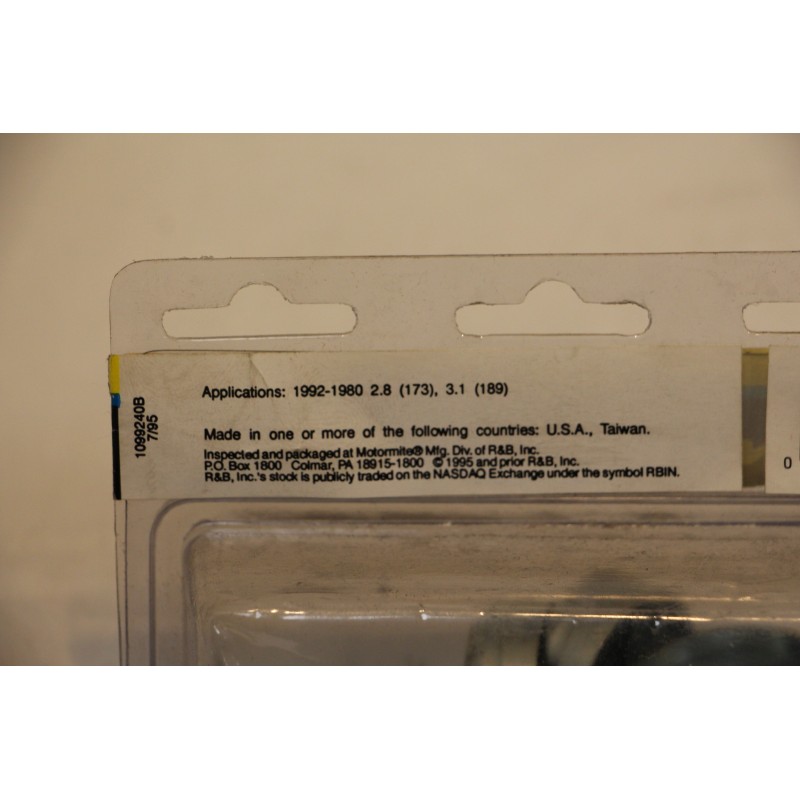 Applications: 1992-1980 2.8 (173), 3.1 (189)
Made in one or more of the following countries: U.S.A., Taiwan.
Inspected and packaged at Motormite® Mfg. Div. of R&B, Inc.
P.O. Box 1800 Colmar, PA 18915-1800 © 1995 and prior R&B, Inc.
R&B, Inc.'s stock is publicly traded on the NASDAQ Exchange under the symbol RBIN.
1099240B
7/95
0